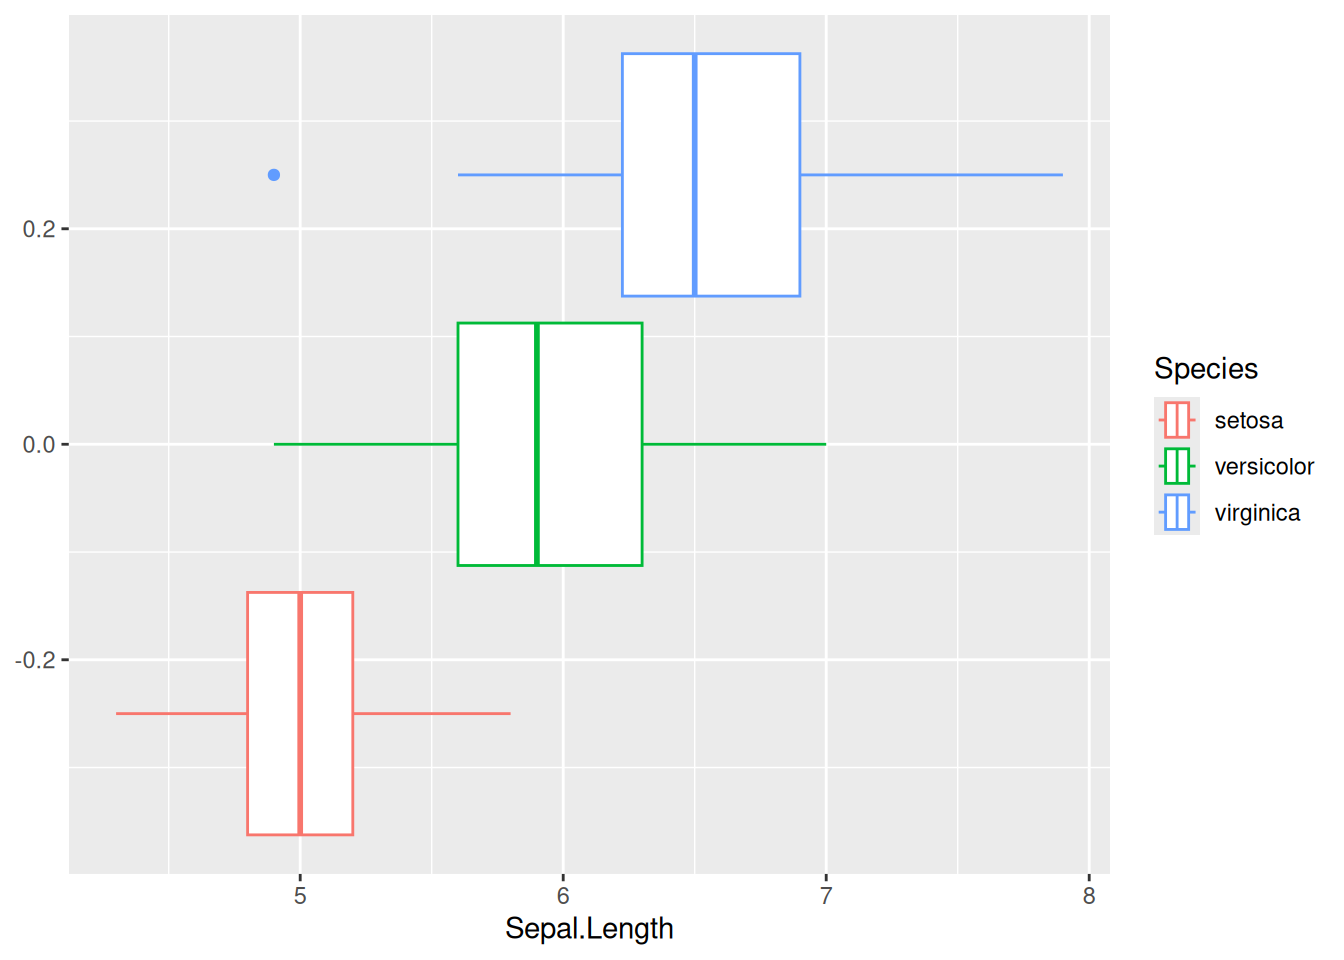 0.2
0.0
-0.2
5 6 7 8
Sepal.Length
Species
setosa
versicolor
virginica